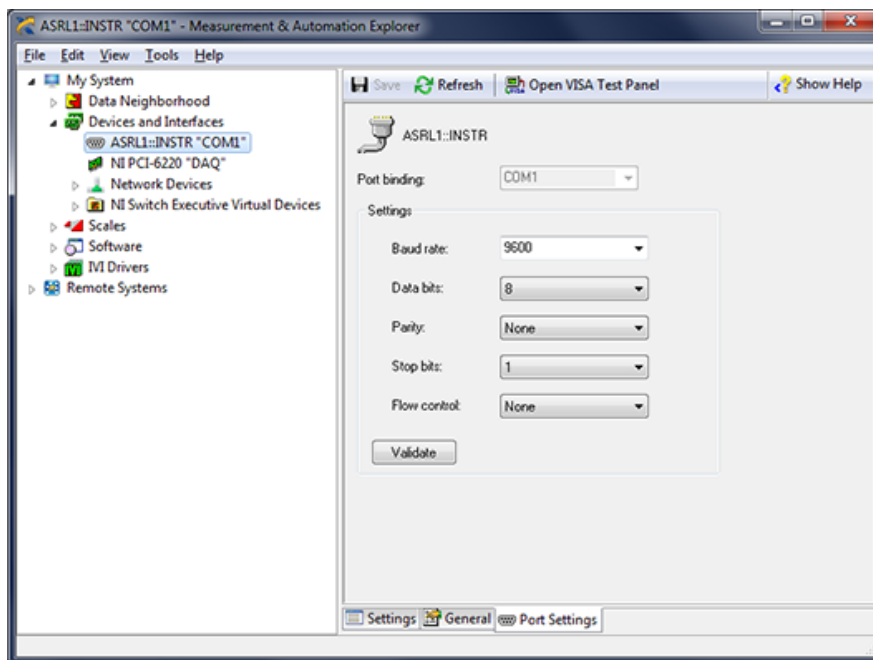 ASRL1::INSTR "COM1" - Measurement & Automation Explorer
File Edit View Tools Help
My System
Data Neighborhood
Devices and Interfaces
ASRL1::INSTR "COM1"
NI PCI-6220 "DAQ"
Network Devices
NI Switch Executive Virtual Devices
Scales
Software
IVI Drivers
Remote Systems
Save Refresh Open VISA Test Panel Show Help
ASRL1::INSTR
Port binding: COM1
Settings
Baud rate: 9600
Data bits: 8
Parity: None
Stop bits: 1
Flow control: None
Validate
Settings General Port Settings